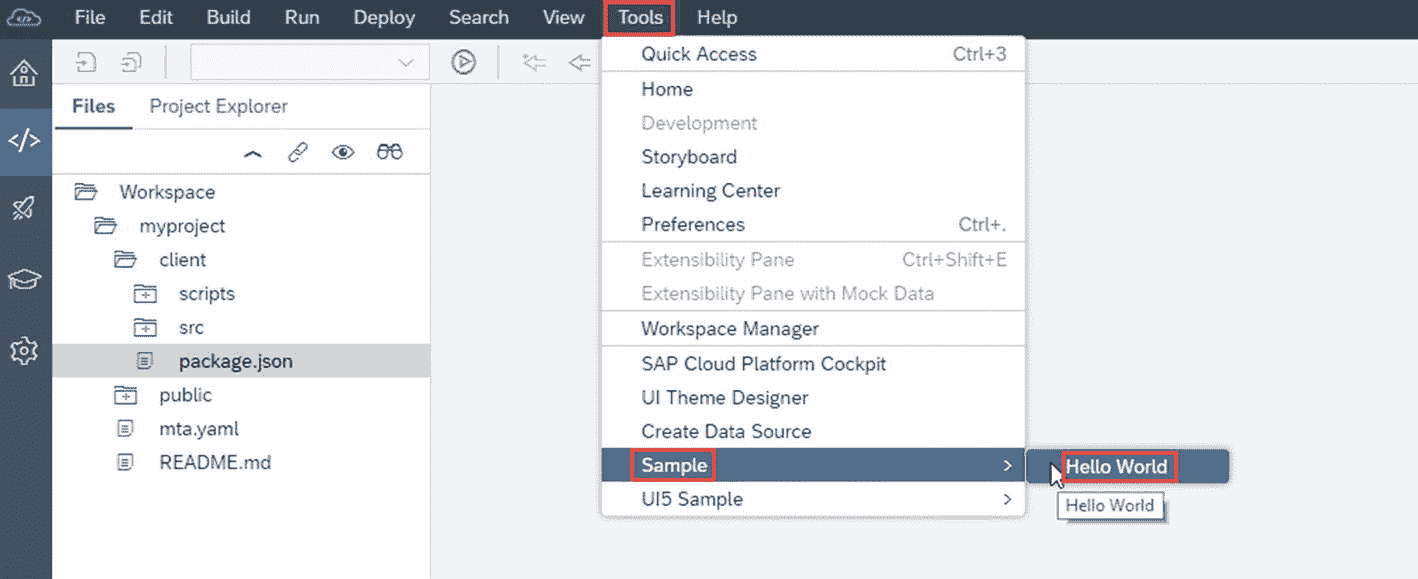 File Edit Build Run Deploy Search View Tools Help
Files Project Explorer
Workspace
myproject
client
scripts
src
package.json
public
mta.yaml
README.md
Quick Access Ctrl+3
Home
Development
Storyboard
Learning Center
Preferences Ctrl+.
Extensibility Pane Ctrl+Shift+E
Extensibility Pane with Mock Data
Workspace Manager
SAP Cloud Platform Cockpit
UI Theme Designer
Create Data Source
Sample
UI5 Sample
Hello World
Hello World